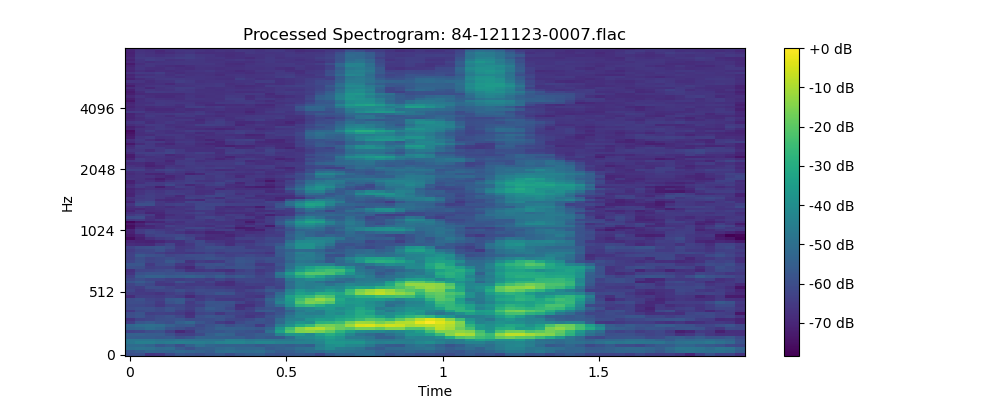 Processed Spectrogram: 84-121123-0007.flac
+0 dB
-10 dB
-20 dB
-30 dB
-40 dB
-50 dB
-60 dB
-70 dB
4096
2048
1024
512
0
Hz
0 0.5 1 1.5
Time